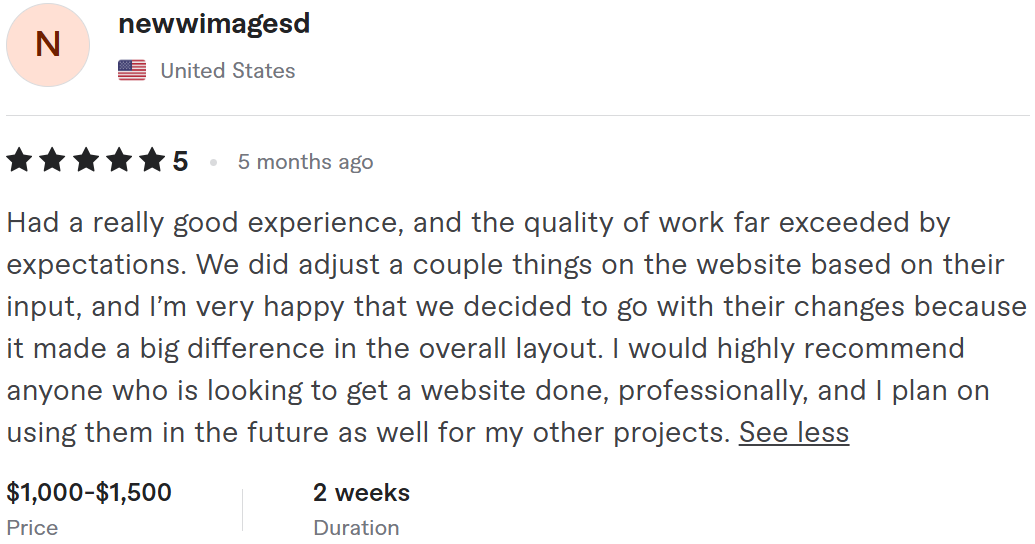 N
newwimagesd
United States
5
5 months ago
Had a really good experience, and the quality of work far exceeded by
expectations. We did adjust a couple things on the website based on their
input, and I’m very happy that we decided to go with their changes because
it made a big difference in the overall layout. I would highly recommend
anyone who is looking to get a website done, professionally, and I plan on
using them in the future as well for my other projects. See less
$1,000-$1,500
Price
2 weeks
Duration